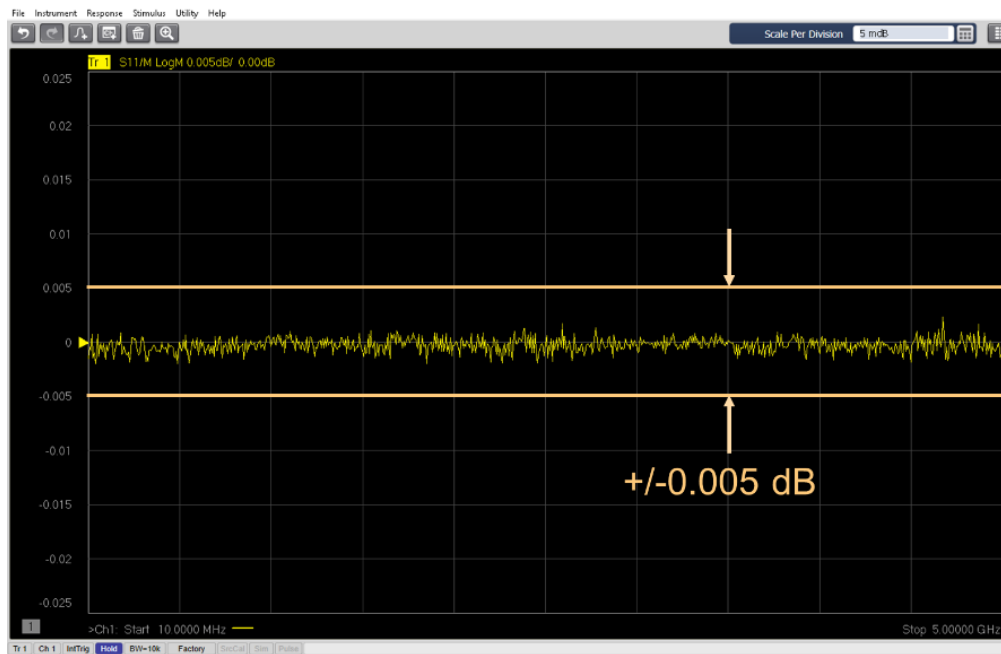 File Instrument Response Stimulus Utility Help
Scale Per Division 5 mdB
Tr 1 S11/M LogM 0.005dB/ 0.00dB
0.025
0.02
0.015
0.01
0.005
0
-0.005
-0.01
+/-0.005 dB
-0.015
-0.02
-0.025
1 >Ch1: Start 10.0000 MHz Stop 5.00000 GHz
Tr 1 Ch 1 IntTrig Hold BW=10k Factory SrcCal Sim Pulse